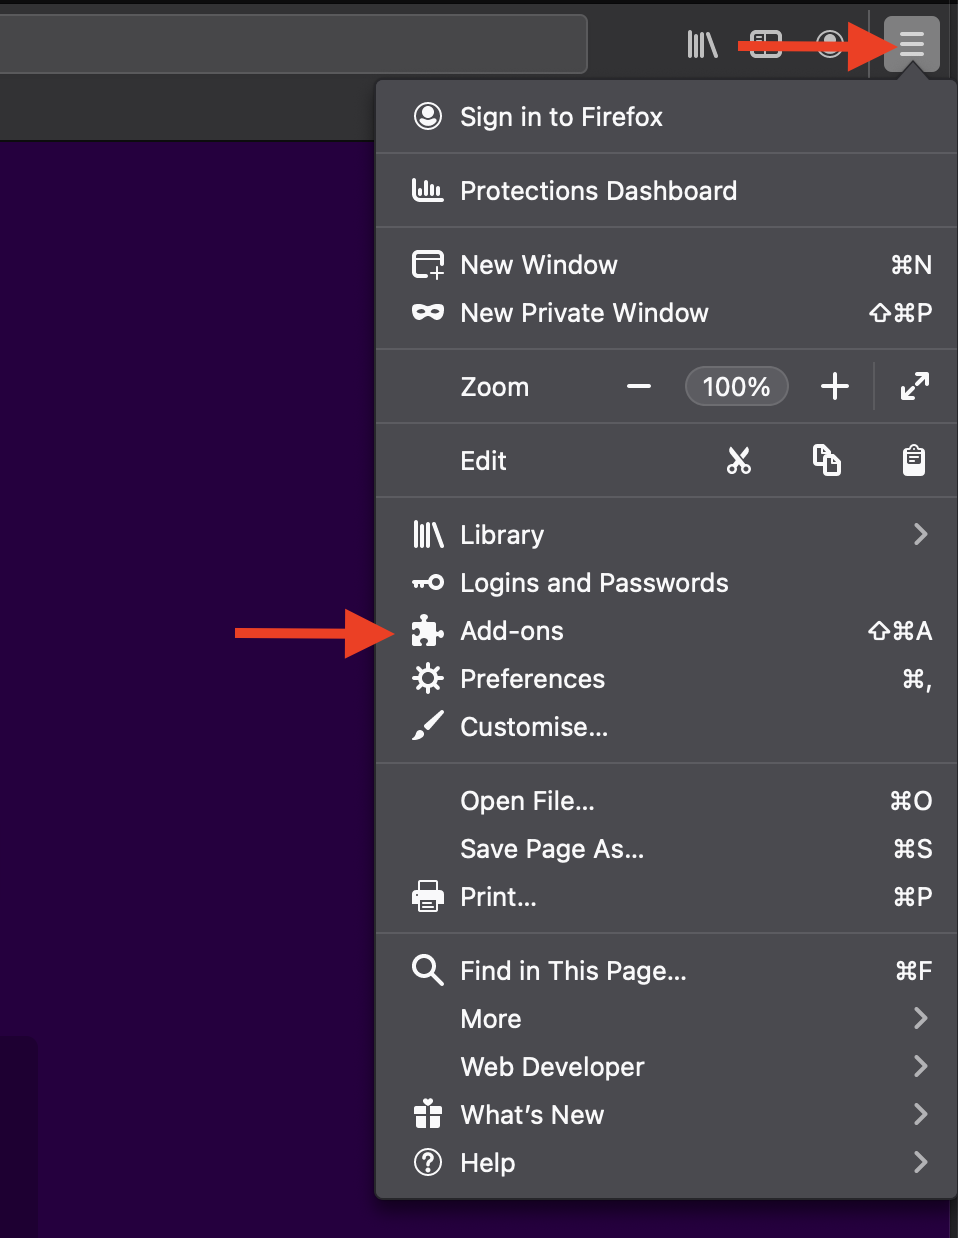 Sign in to Firefox
Protections Dashboard
New Window ⌘N
New Private Window ⇧⌘P
Zoom 100%
Edit
Library
Logins and Passwords
Add-ons ⇧⌘A
Preferences ⌘,
Customise...
Open File... ⌘O
Save Page As... ⌘S
Print... ⌘P
Find in This Page... ⌘F
More
Web Developer
What’s New
Help